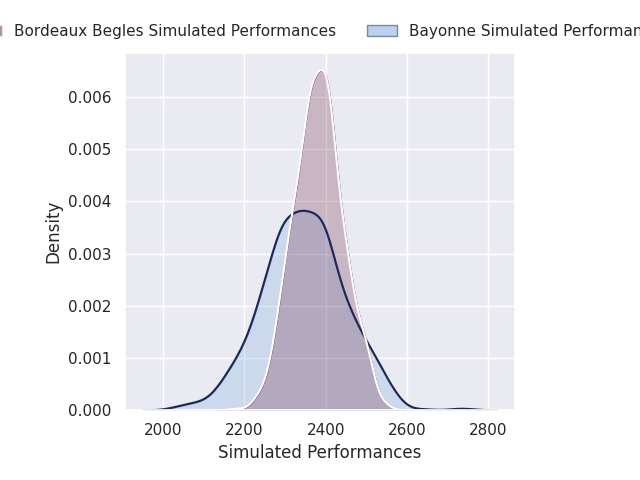 Bordeaux Begles Simulated Performances
Bayonne Simulated
0.006
0.005
0.004
0.003
0.002
0.001
0.000
Density
2000 2200 2400 2600 2800
Simulated Performances